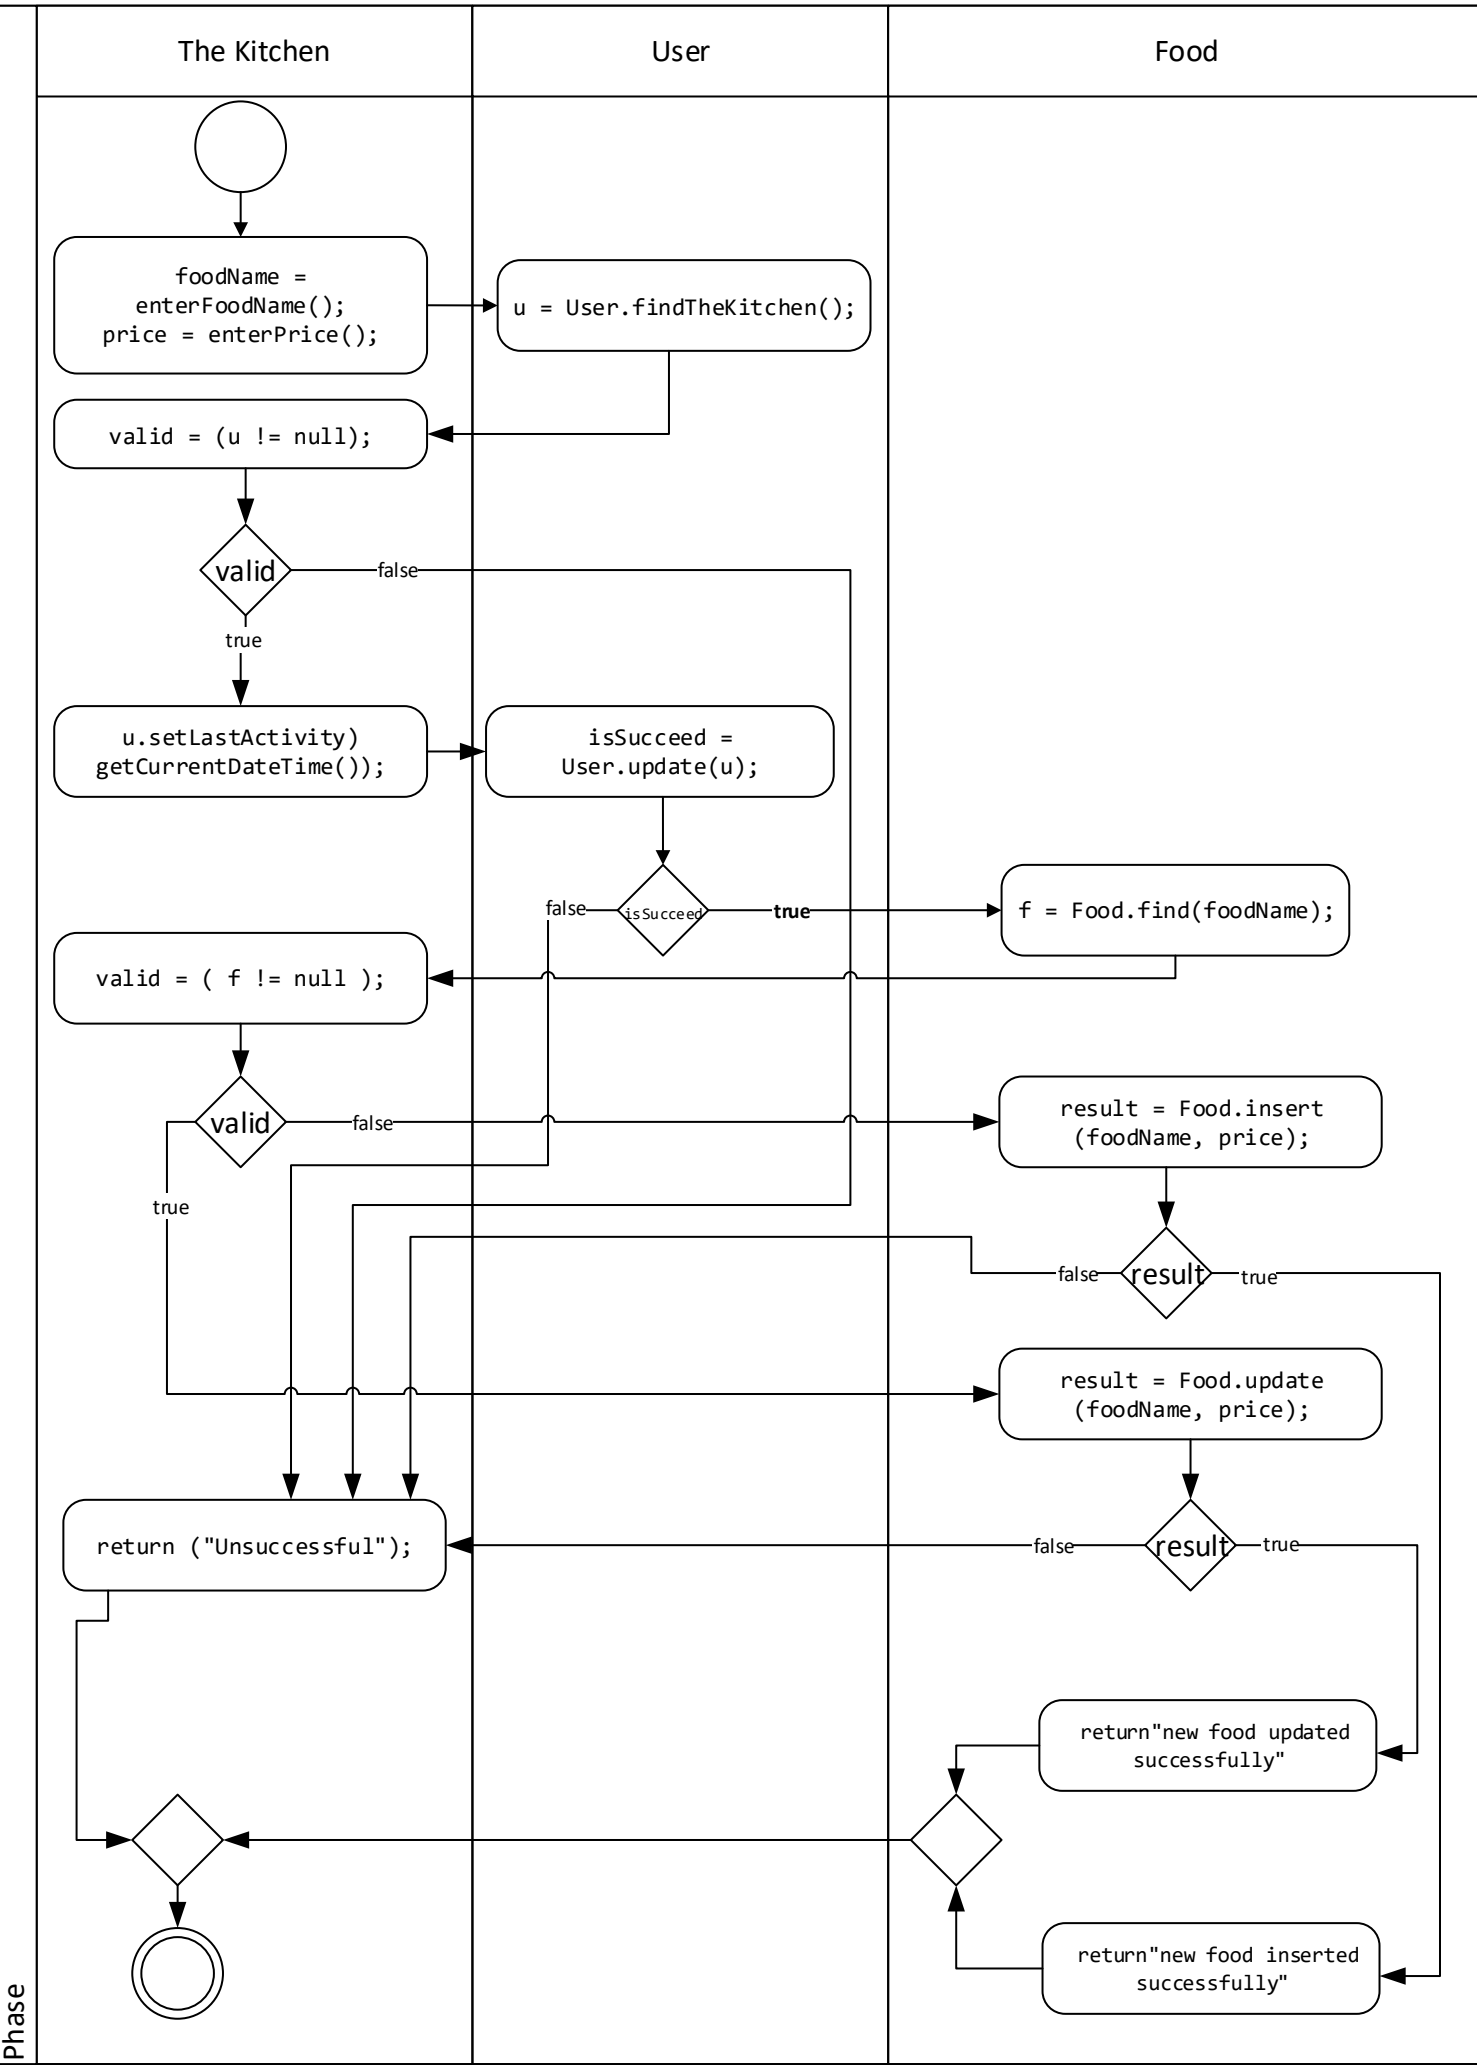 The Kitchen
User
Food
foodName =
enterFoodName();
price = enterPrice();
u = User.findTheKitchen();
valid = (u != null);
valid
false
true
u.setLastActivity)
getCurrentDateTime());
isSucceed =
User.update(u);
false
isSucceed
true
f = Food.find(foodName);
valid = ( f != null );
valid
false
true
result = Food.insert
(foodName, price);
false
result
true
result = Food.update
(foodName, price);
return ("Unsuccessful");
false
result
true
return"new food updated
successfully"
return"new food inserted
successfully"
Phase